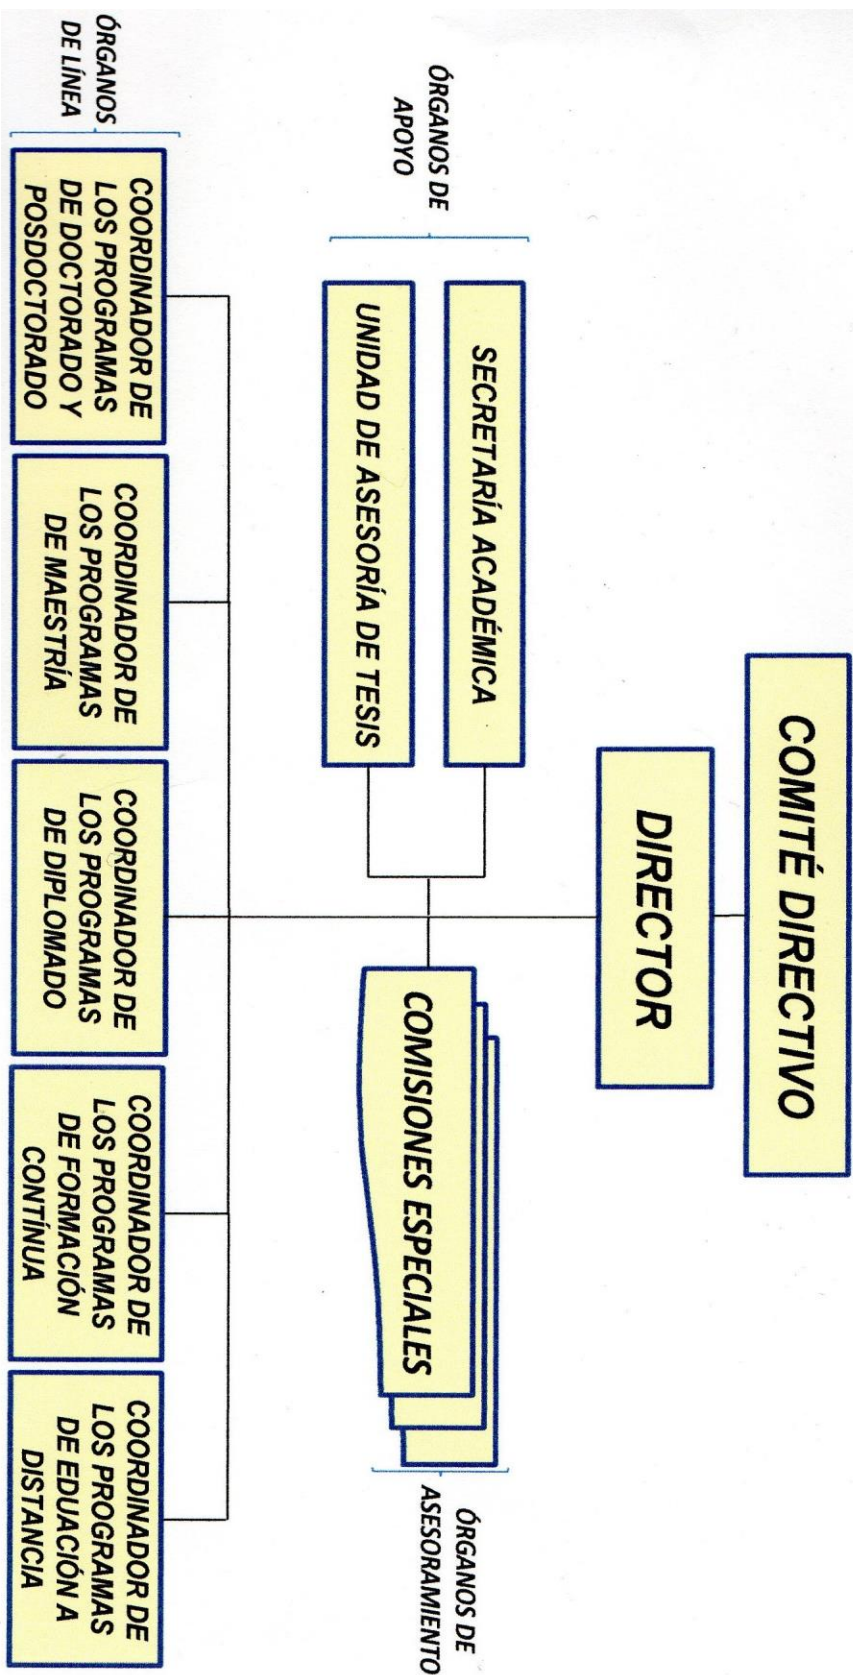 COMITÉ DIRECTIVO
DIRECTOR
ÓRGANOS DE
APOYO
SECRETARÍA ACADÉMICA
UNIDAD DE ASESORÍA DE TESIS
COMISIONES ESPECIALES
ÓRGANOS DE
ASESORAMIENTO
ÓRGANOS
DE LÍNEA
COORDINADOR DE
LOS PROGRAMAS
DE DOCTORADO Y
POSDOCTORADO
COORDINADOR DE
LOS PROGRAMAS
DE MAESTRÍA
COORDINADOR DE
LOS PROGRAMAS
DE DIPLOMADO
COORDINADOR DE
LOS PROGRAMAS
DE FORMACIÓN
CONTÍNUA
COORDINADOR DE
LOS PROGRAMAS
DE EDUACIÓN A
DISTANCIA